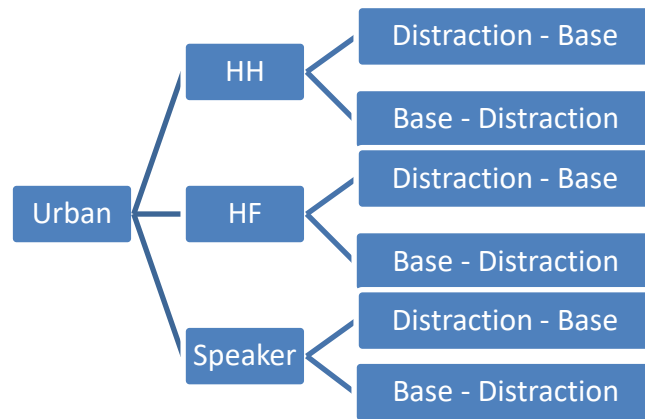 Urban
HH
Distraction - Base
Base - Distraction
HF
Distraction - Base
Base - Distraction
Speaker
Distraction - Base
Base - Distraction